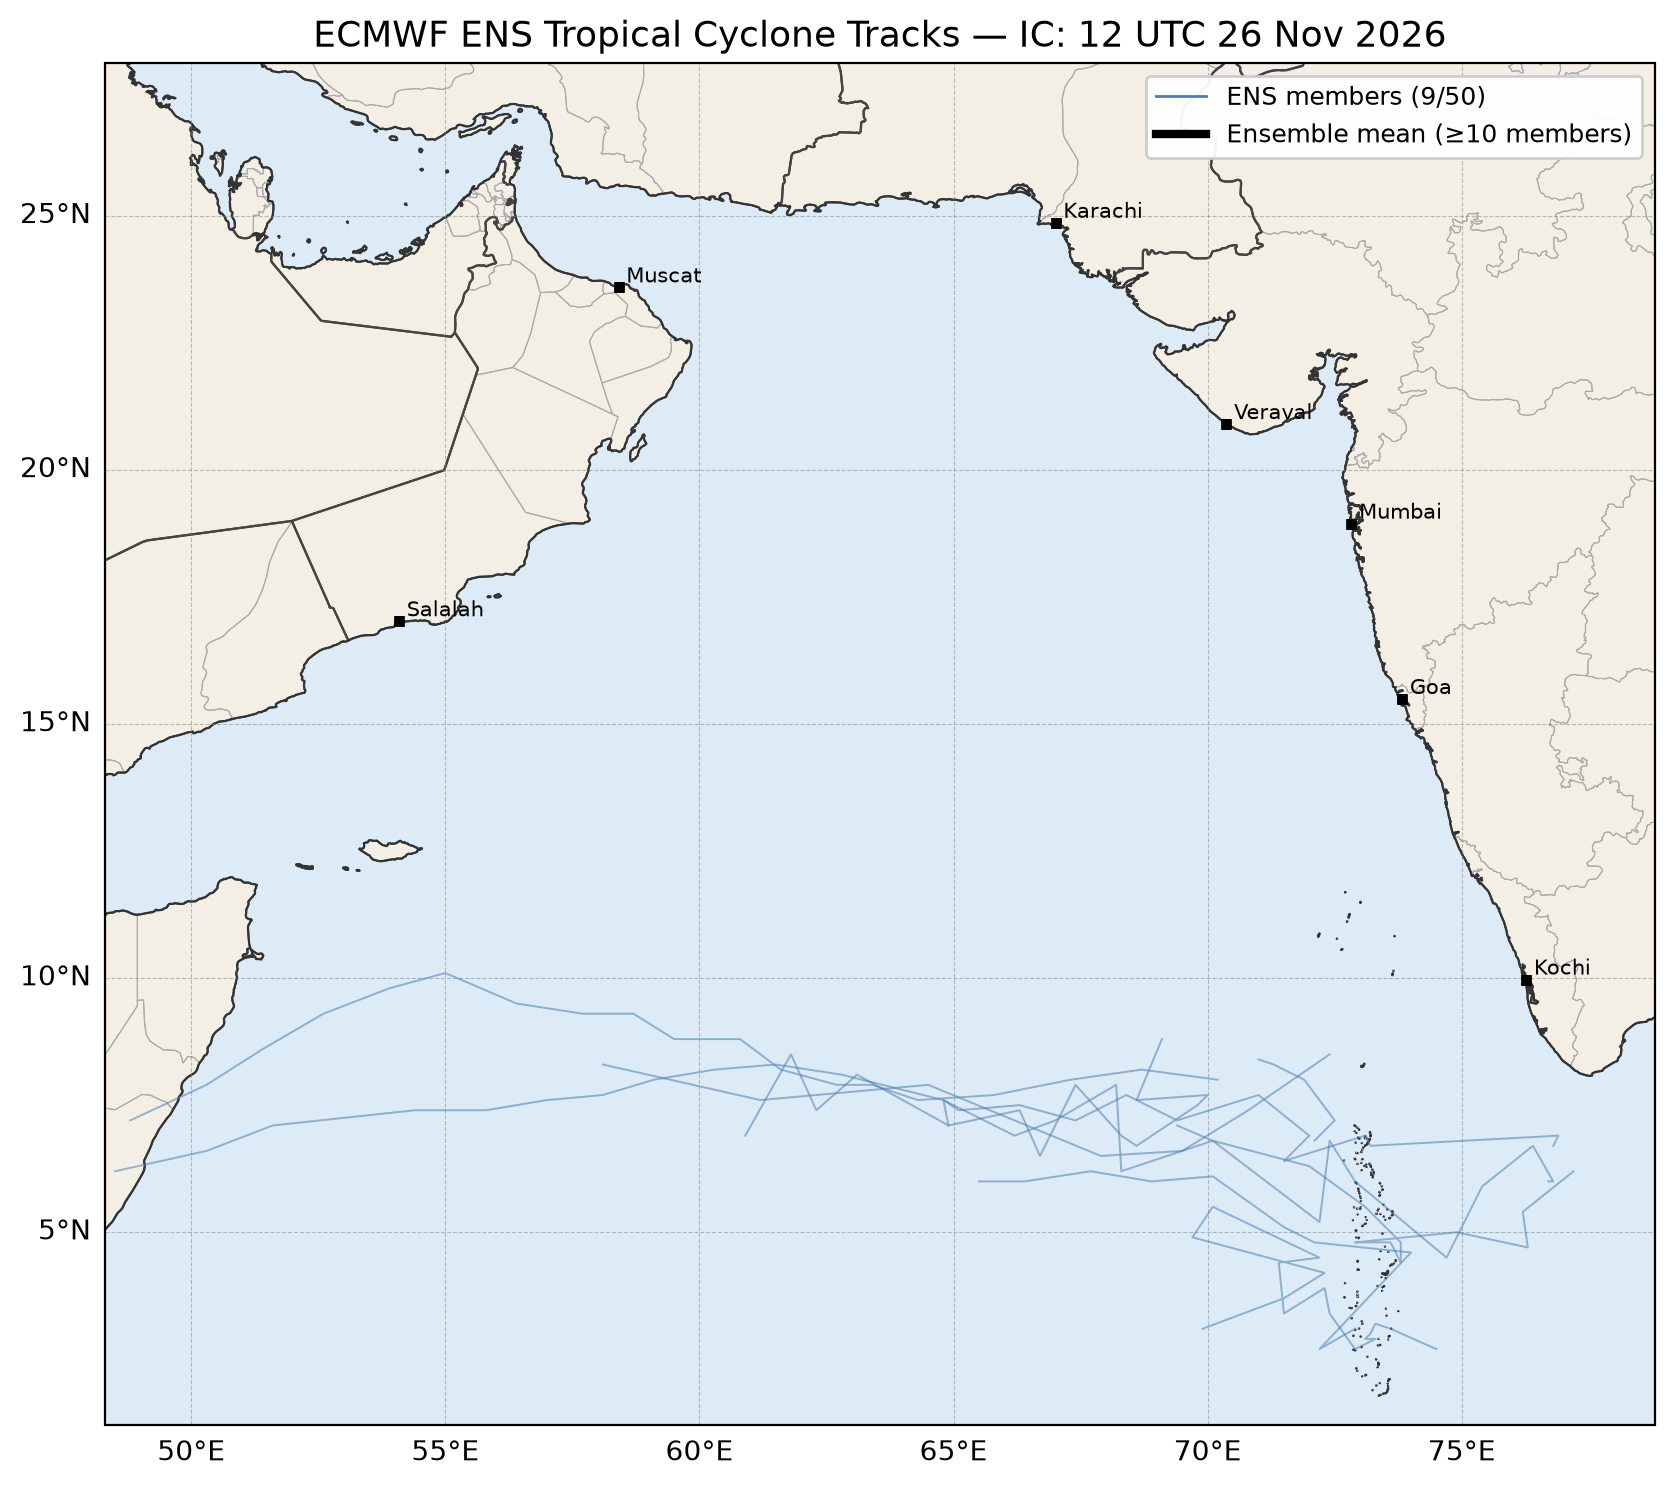 ECMWF ENS Tropical Cyclone Tracks — IC: 12 UTC 26 Nov 2026
ENS members (9/50)
Ensemble mean (≥10 members)
25°N
20°N
15°N
10°N
5°N
Karachi
Muscat
Veraval
Mumbai
Salalah
Goa
Kochi
50°E
55°E
60°E
65°E
70°E
75°E